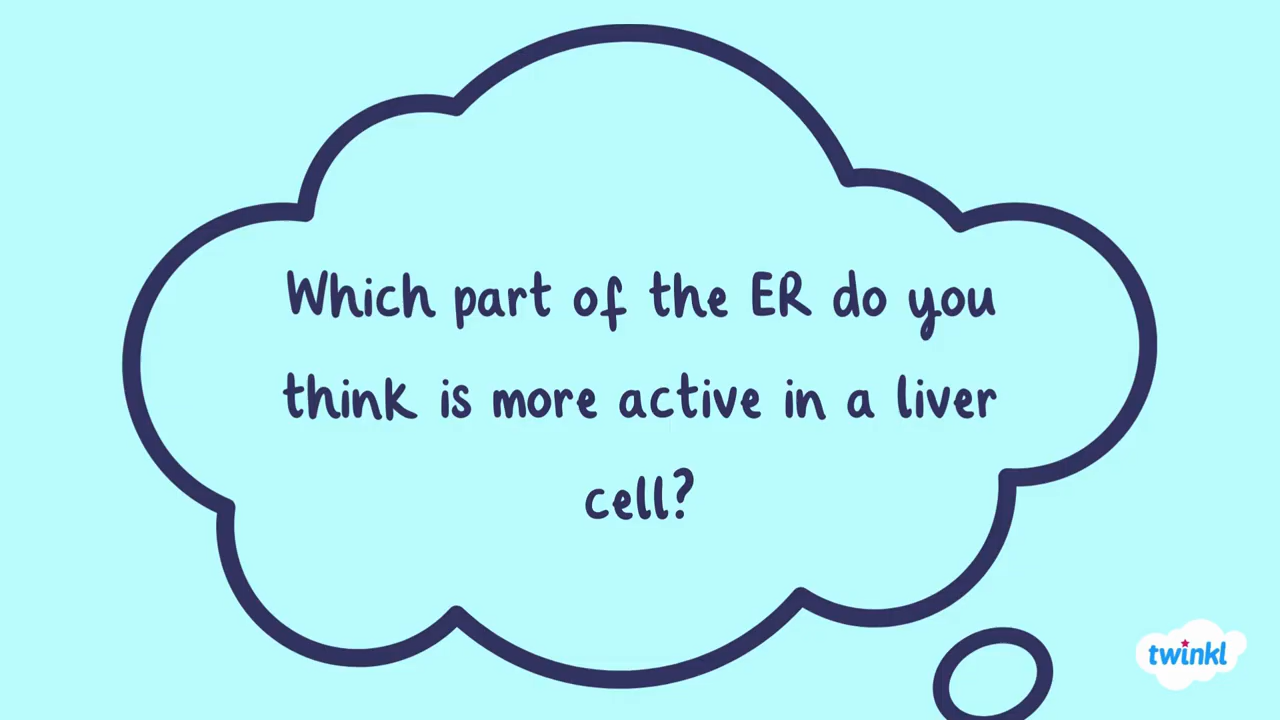 Which part of the ER do you
think is more active in a liver
cell?
twinkl